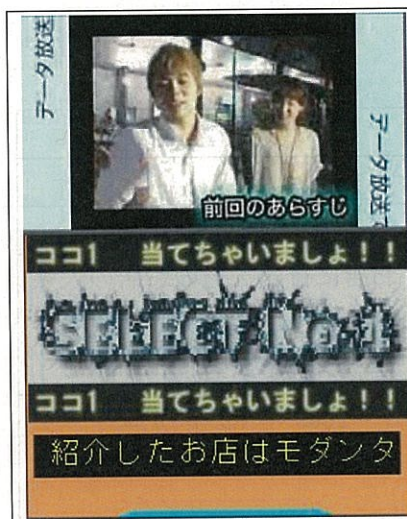 データ放送
データ放送で
前回のあらすじ
ココ1 当てちゃいましょ！！
SELECT No.1
ココ1 当てちゃいましょ！！
紹介したお店はモダンタ